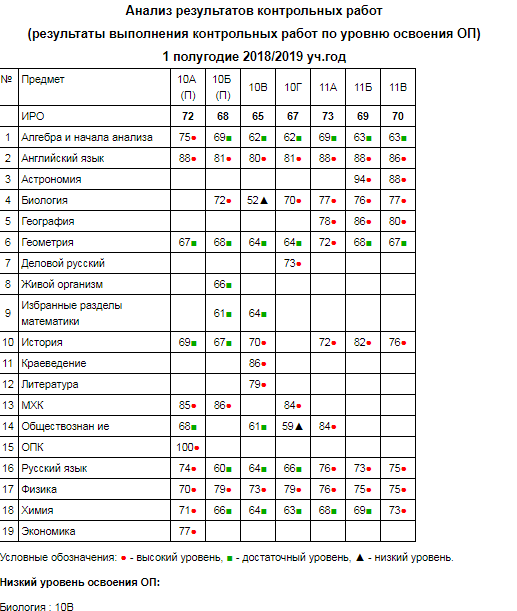 Анализ результатов контрольных работ
(результаты выполнения контрольных работ по уровню освоения ОП)
1 полугодие 2018/2019 уч.год
№ Предмет 10А (П) 10Б (П) 10В 10Г 11А 11Б 11В
ИРО 72 68 65 67 73 69 70
1 Алгебра и начала анализа 75● 69■ 62■ 62■ 69■ 63■ 63■
2 Английский язык 88● 81● 80● 81● 88● 88● 86●
3 Астрономия 94● 88●
4 Биология 72● 52▲ 70● 77● 76● 77●
5 География 78● 86● 80●
6 Геометрия 67■ 68■ 64■ 64■ 72● 68■ 67■
7 Деловой русский 73●
8 Живой организм 66■
9 Избранные разделы
математики 61■ 64■
10 История 69■ 67■ 70● 72● 82● 76●
11 Краеведение 86●
12 Литература 79●
13 МХК 85● 86● 84●
14 Обществознан ие 68■ 61■ 59▲ 84●
15 ОПК 100●
16 Русский язык 74● 60■ 64■ 66■ 76● 73● 75●
17 Физика 70● 79● 73● 79● 76● 75● 75●
18 Химия 71● 66■ 64■ 63■ 68■ 69■ 73●
19 Экономика 77●
Условные обозначения: ● - высокий уровень, ■ - достаточный уровень, ▲ - низкий уровень.
Низкий уровень освоения ОП:
Биология : 10В